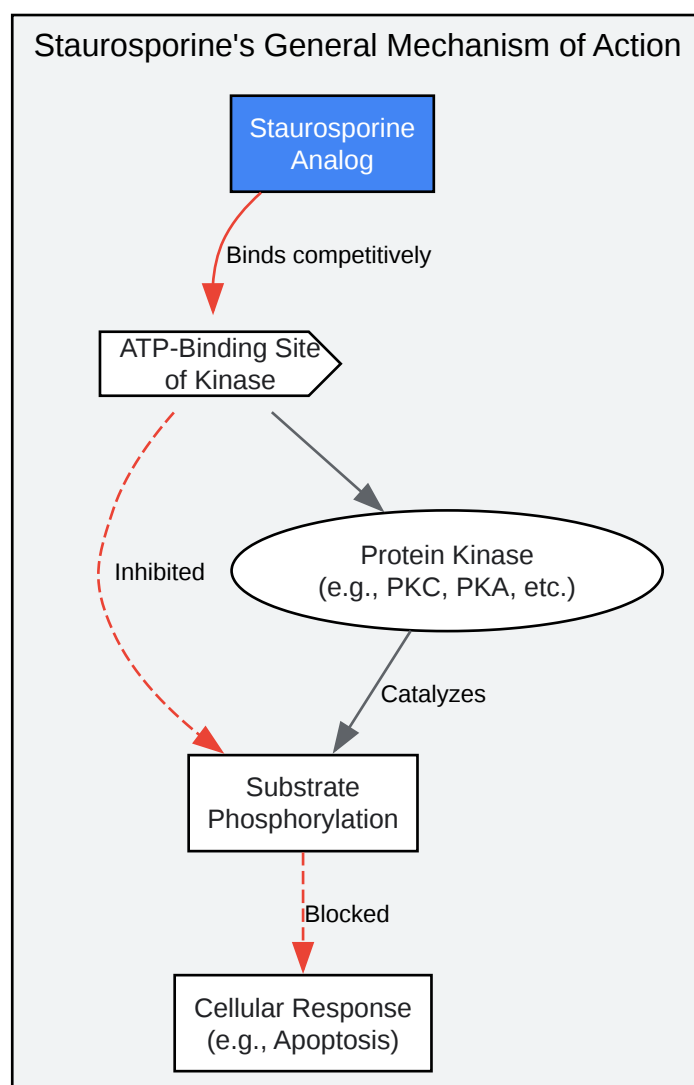 Staurosporine's General Mechanism of Action
Staurosporine
Analog
Binds competitively
ATP-Binding Site
of Kinase
Inhibited
Protein Kinase
(e.g., PKC, PKA, etc.)
Catalyzes
Substrate
Phosphorylation
Blocked
Cellular Response
(e.g., Apoptosis)